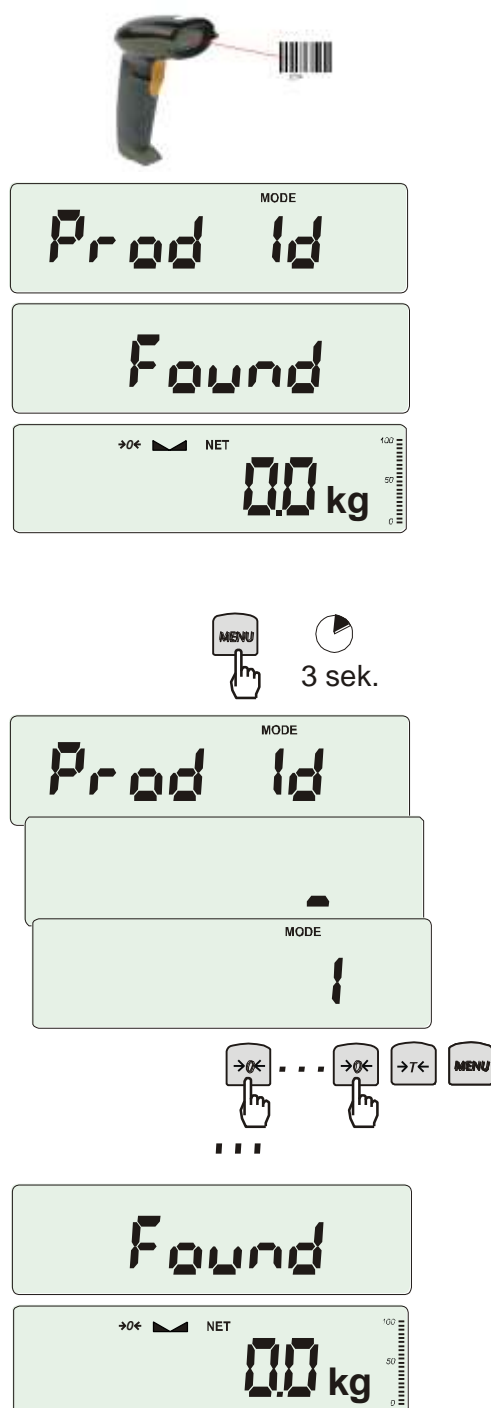 MODE
Prod Id
Found
→0← NET 100
50
0.0 kg
0
MENU
3 sek.
MODE
Prod Id
-
MODE
1
→0← ... →0← →T← MENU
...
Found
→0← NET 100
50
0.0 kg
0